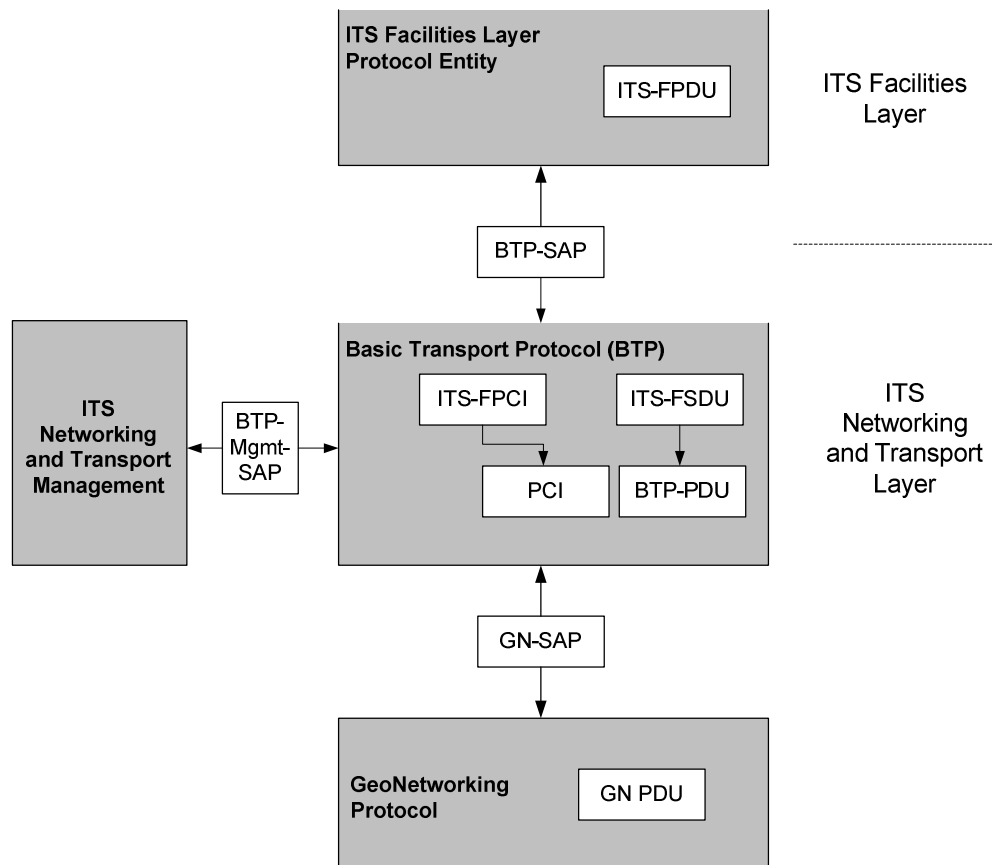 ITS Facilities Layer
Protocol Entity
ITS-FPDU
ITS Facilities
Layer
BTP-SAP
Basic Transport Protocol (BTP)
ITS-FPCI
ITS-FSDU
PCI
BTP-PDU
ITS
Networking
and Transport
Management
BTP-
Mgmt-
SAP
ITS
Networking
and Transport
Layer
GN-SAP
GeoNetworking
Protocol
GN PDU